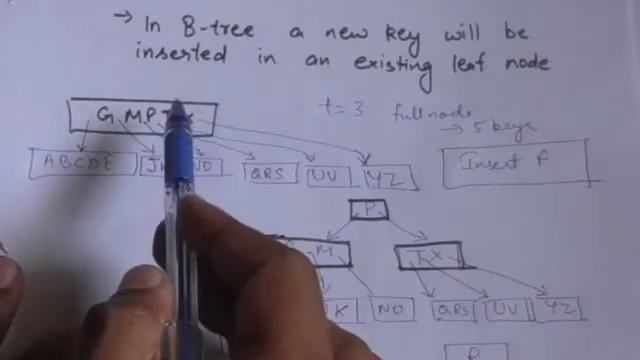 → In B-tree a new key will be
inserted in an existing leaf node
G M P T X t=3 full node
→ 5 keys
ABCDE QRS UV YZ Insert F
P
M TX
NO QRS UV YZ
P